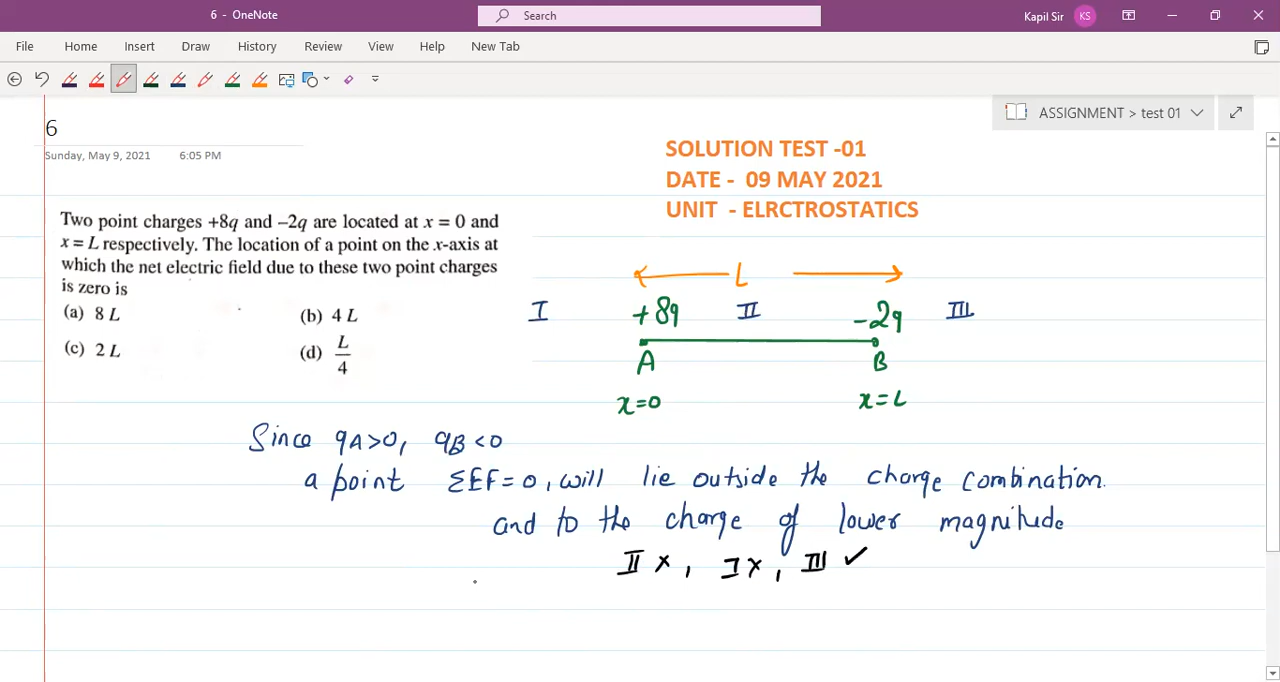 6 - OneNote
Search
Kapil Sir KS
File Home Insert Draw History Review View Help New Tab
ASSIGNMENT > test 01
6
Sunday, May 9, 2021 6:05 PM
SOLUTION TEST -01
DATE - 09 MAY 2021
UNIT - ELRCTROSTATICS
Two point charges +8q and –2q are located at x = 0 and
x = L respectively. The location of a point on the x-axis at
which the net electric field due to these two point charges
is zero is
(a) 8 L (b) 4 L
(c) 2 L (d) L/4
L
I +8q II -2q III
A B
x=0 x=L
Since qA>0, qB<0
a point ΣEF=0, will lie outside the charge combination.
and to the charge of lower magnitude
II x, I x, III ✓